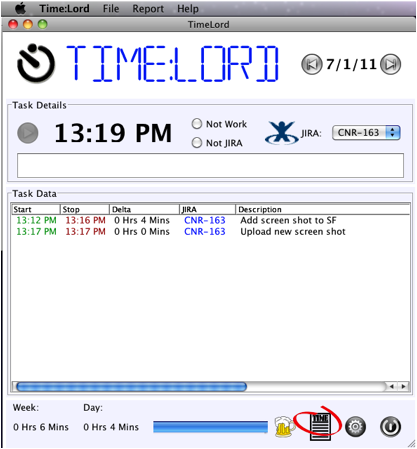 Time:Lord File Report Help
TimeLord
TIME:LORD 7/1/11
Task Details
13:19 PM Not Work JIRA: CNR-163
Not JIRA
Task Data
Start Stop Delta JIRA Description
13:12 PM 13:16 PM 0 Hrs 4 Mins CNR-163 Add screen shot to SF
13:17 PM 13:17 PM 0 Hrs 0 Mins CNR-163 Upload new screen shot
Week: Day:
0 Hrs 6 Mins 0 Hrs 4 Mins
TIME